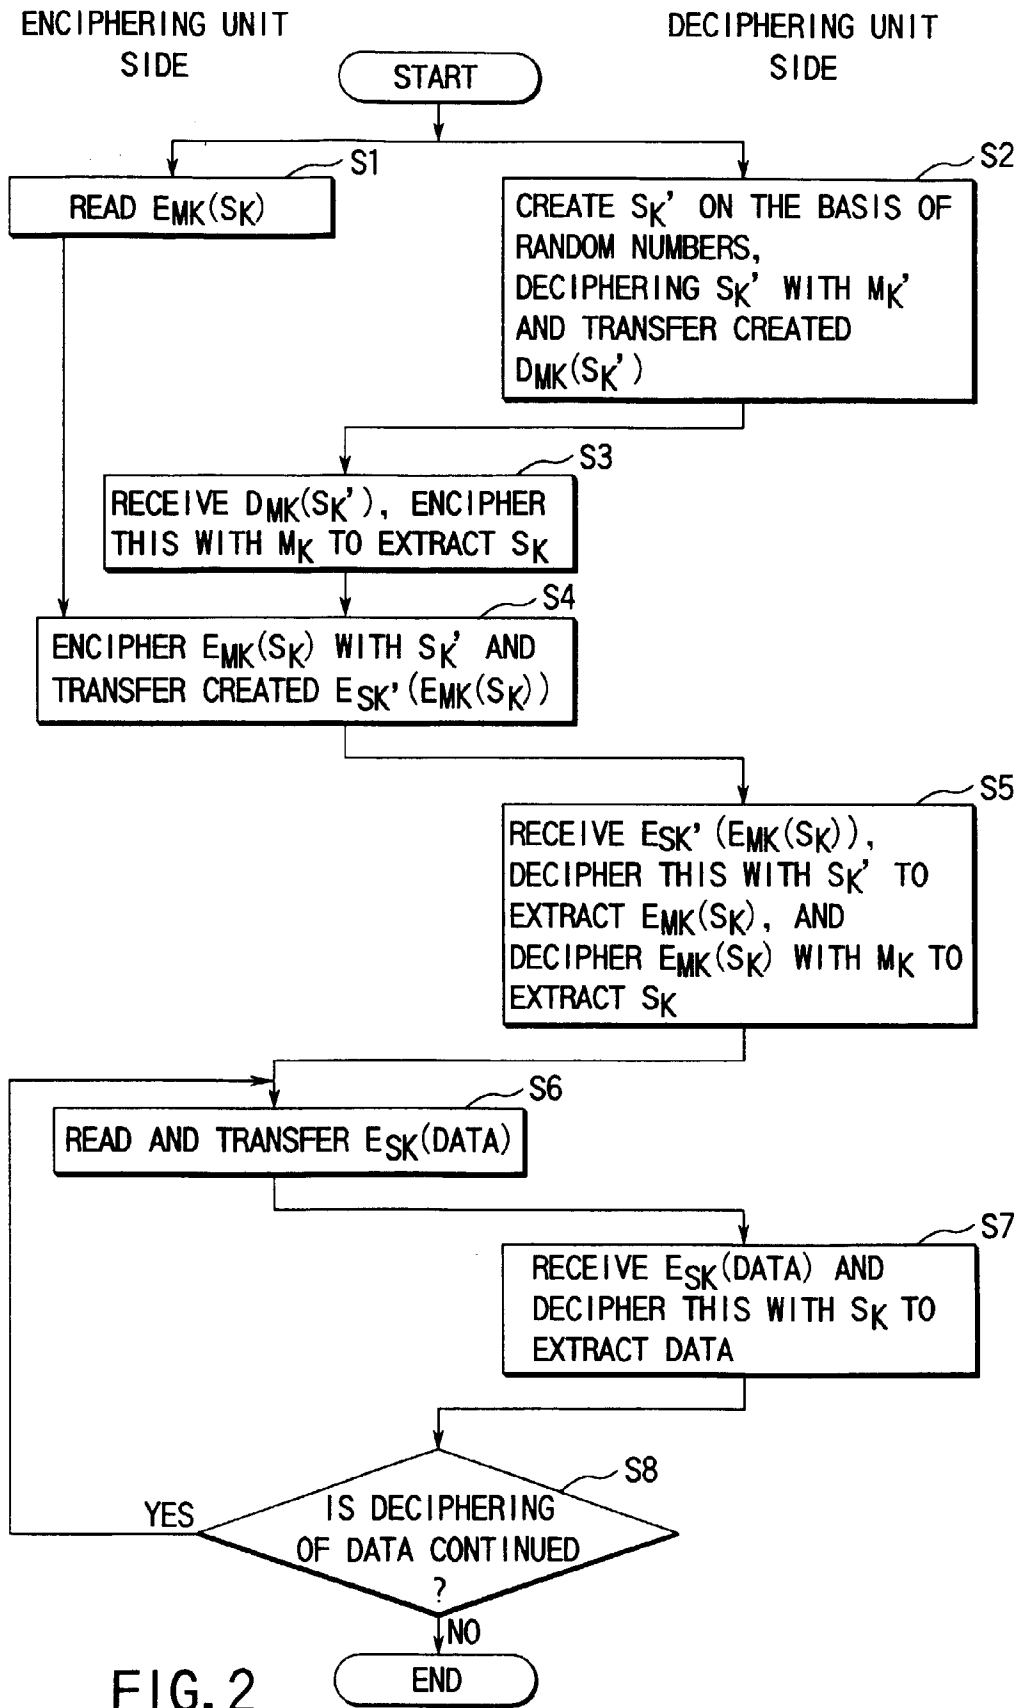 ENCIPHERING UNIT
SIDE
DECIPHERING UNIT
SIDE
START
S1
READ EMK(SK)
S2
CREATE SK' ON THE BASIS OF
RANDOM NUMBERS,
DECIPHERING SK' WITH MK'
AND TRANSFER CREATED
DMK(SK')
S3
RECEIVE DMK(SK'), ENCIPHER
THIS WITH MK TO EXTRACT SK
S4
ENCIPHER EMK(SK) WITH SK' AND
TRANSFER CREATED ESK'(EMK(SK))
S5
RECEIVE ESK'(EMK(SK)),
DECIPHER THIS WITH SK' TO
EXTRACT EMK(SK), AND
DECIPHER EMK(SK) WITH MK TO
EXTRACT SK
S6
READ AND TRANSFER ESK(DATA)
S7
RECEIVE ESK(DATA) AND
DECIPHER THIS WITH SK TO
EXTRACT DATA
S8
IS DECIPHERING
OF DATA CONTINUED
?
YES
NO
END
FIG. 2